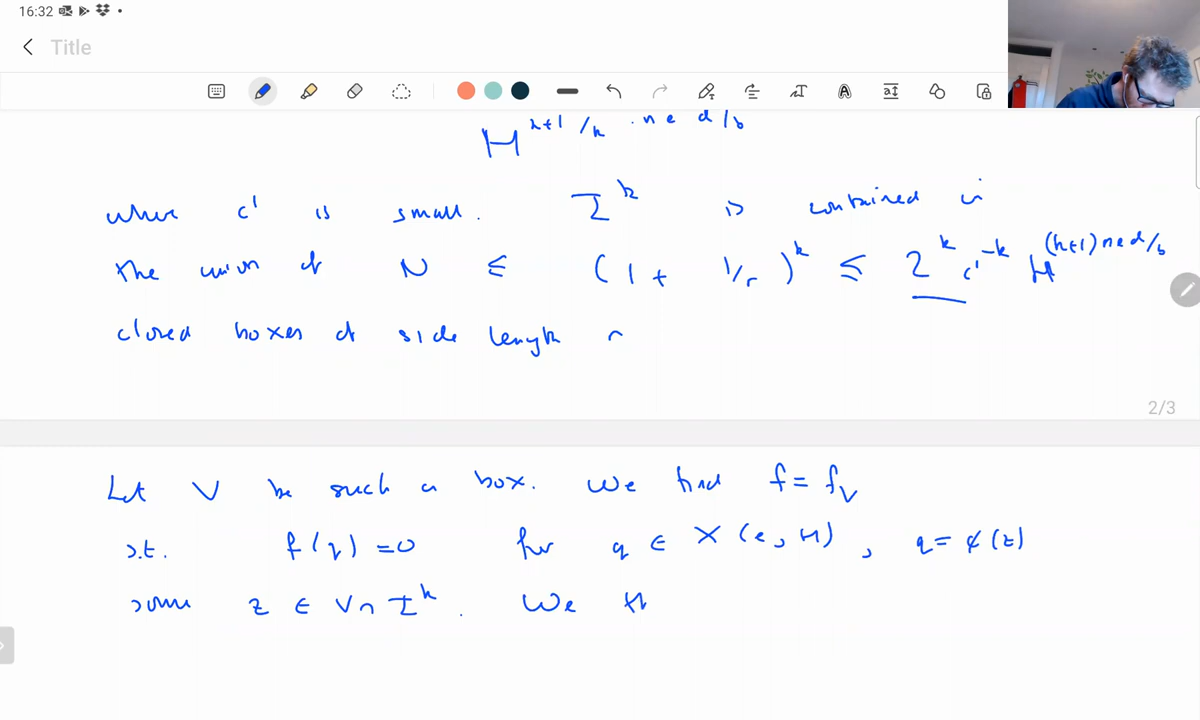 16:32
Title
H^{k+1/k · n e d/b}
where c' is small. I^k is contained in
the union of N ≤ (1 + 1/r)^k ≤ 2^k c'^{-k} H^{(k+1) n e d/b}
closed boxes of side length r
2/3
Let V be such a box. We find f = f_V
s.t. f(q) = 0 for q ∈ X(e, H), q = φ(z)
some z ∈ V ∩ I^k. We th